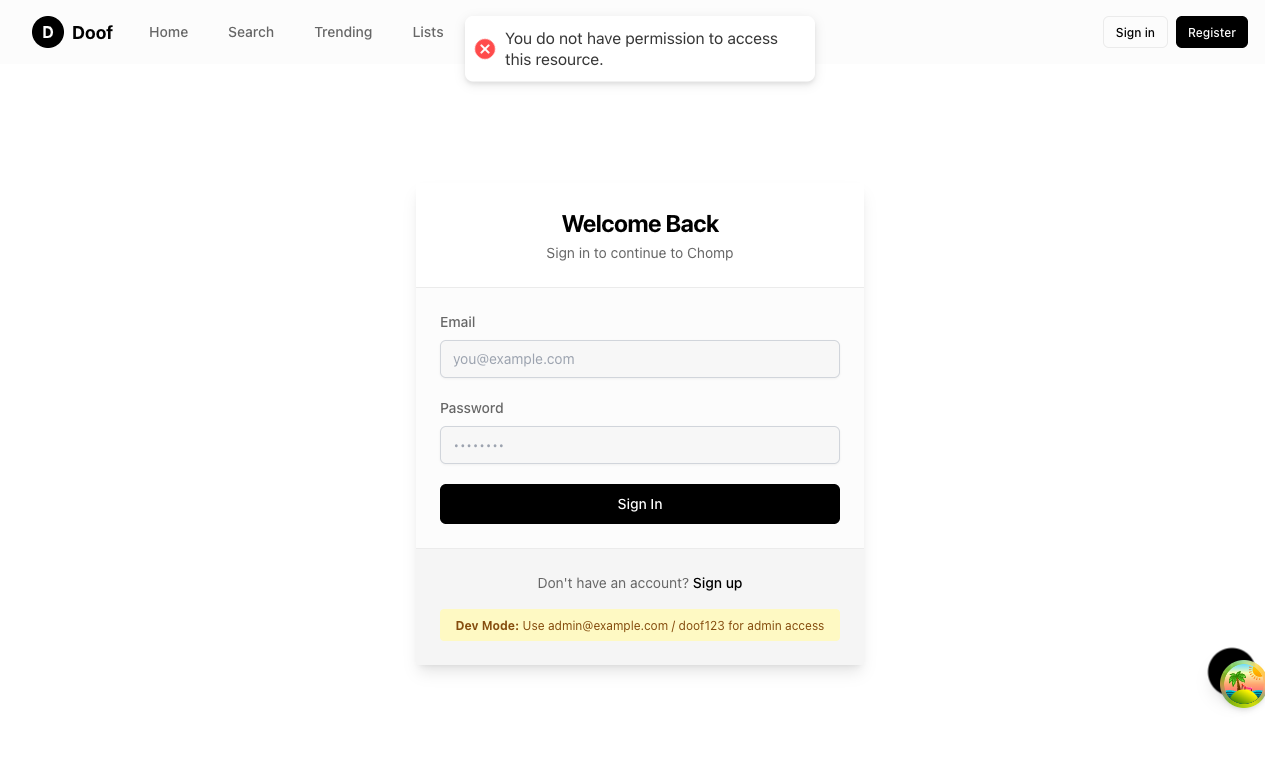 D Doof Home Search Trending Lists Sign in Register
You do not have permission to access
this resource.
Welcome Back
Sign in to continue to Chomp
Email
you@example.com
Password
••••••••
Sign In
Don't have an account? Sign up
Dev Mode: Use admin@example.com / doof123 for admin access